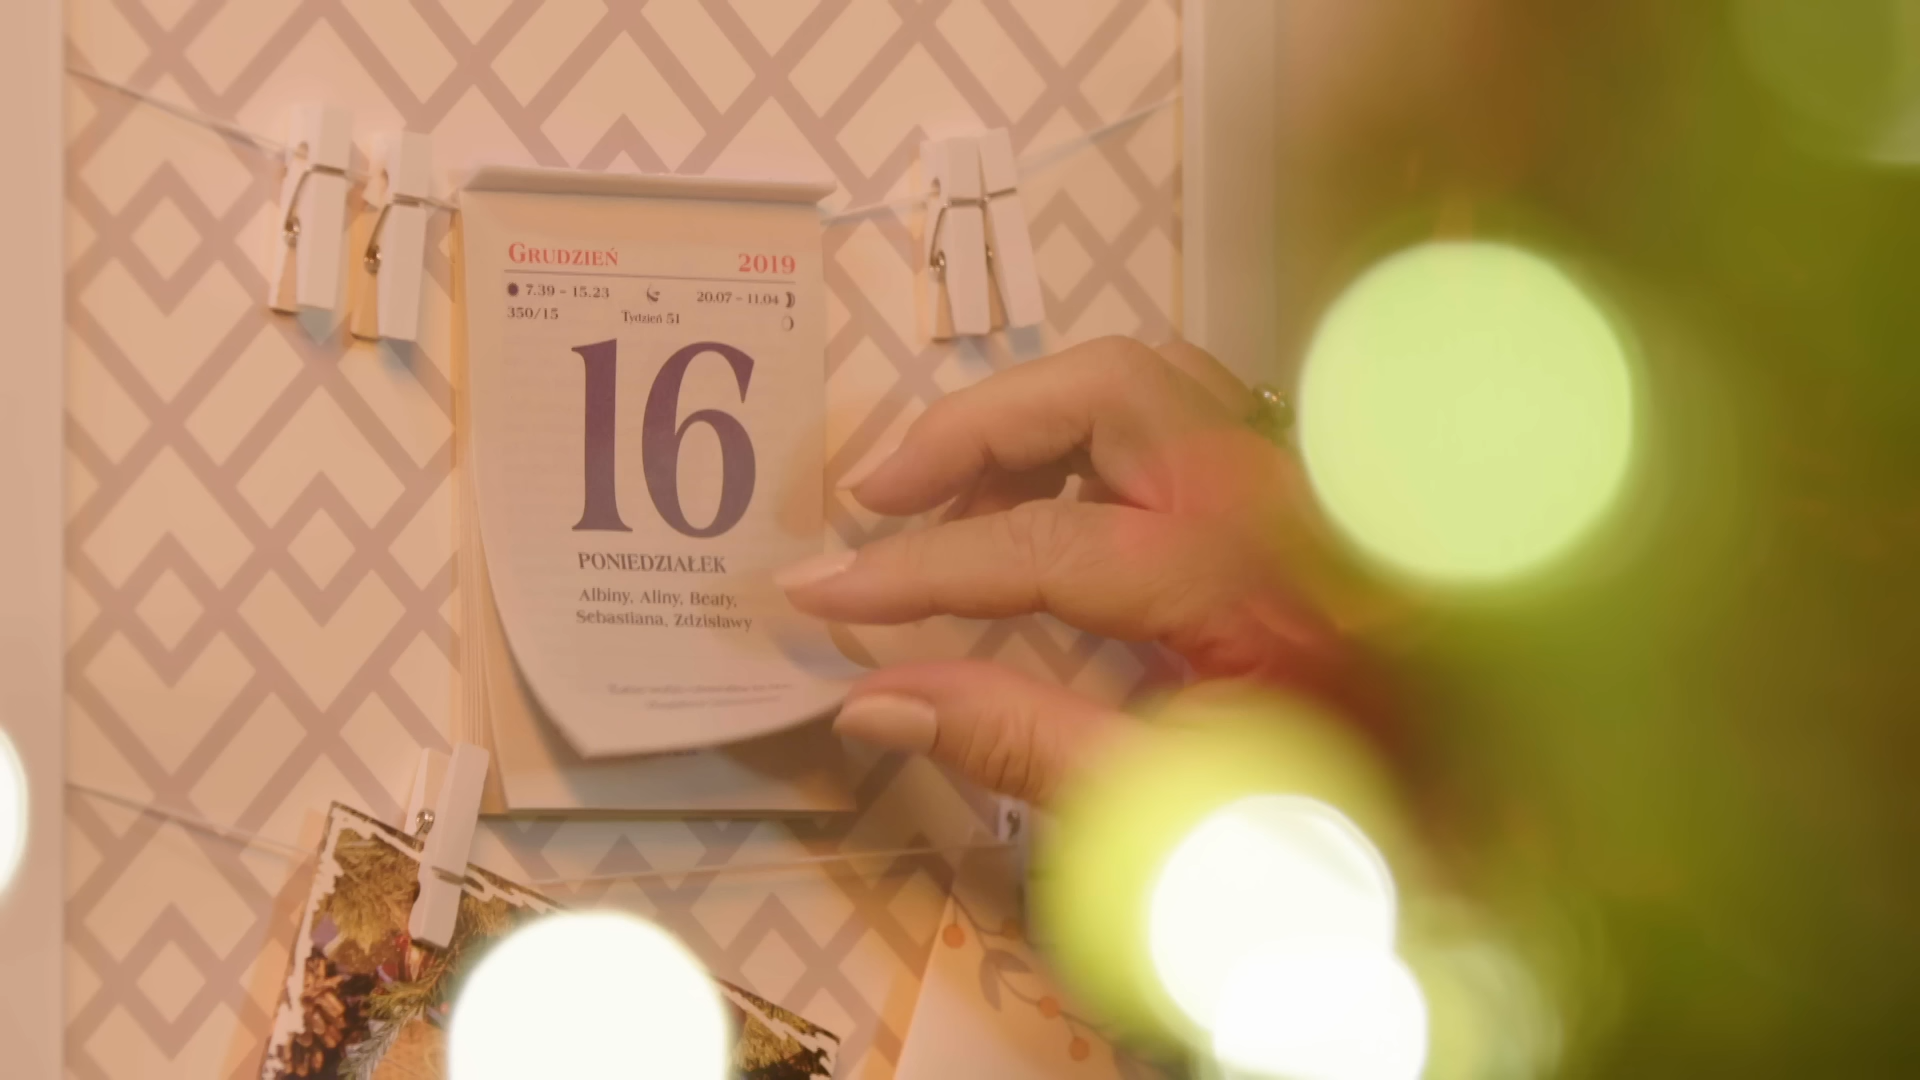 GRUDZIEŃ 2019
7.39 – 15.23 20.07 – 11.04
350/15 Tydzień 51
16
PONIEDZIAŁEK
Albiny, Aliny, Beaty,
Sebastiana, Zdzisławy